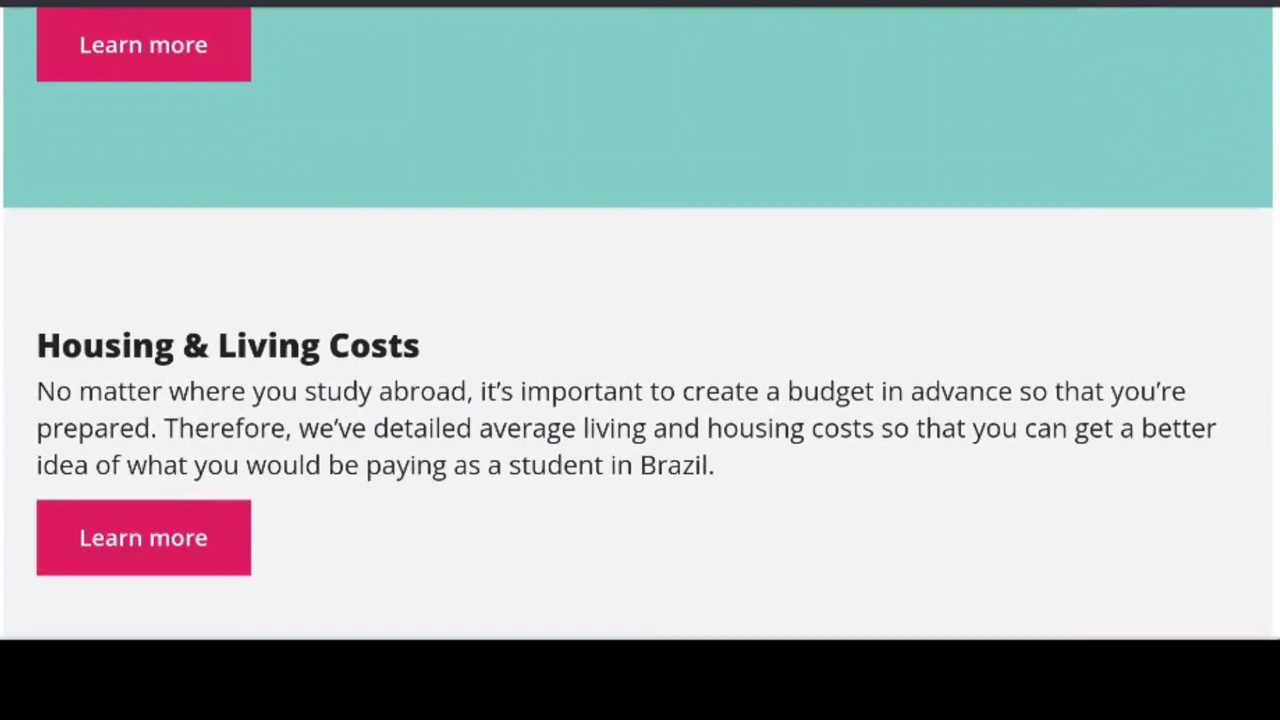 Learn more
Housing & Living Costs
No matter where you study abroad, it’s important to create a budget in advance so that you’re
prepared. Therefore, we’ve detailed average living and housing costs so that you can get a better
idea of what you would be paying as a student in Brazil.
Learn more